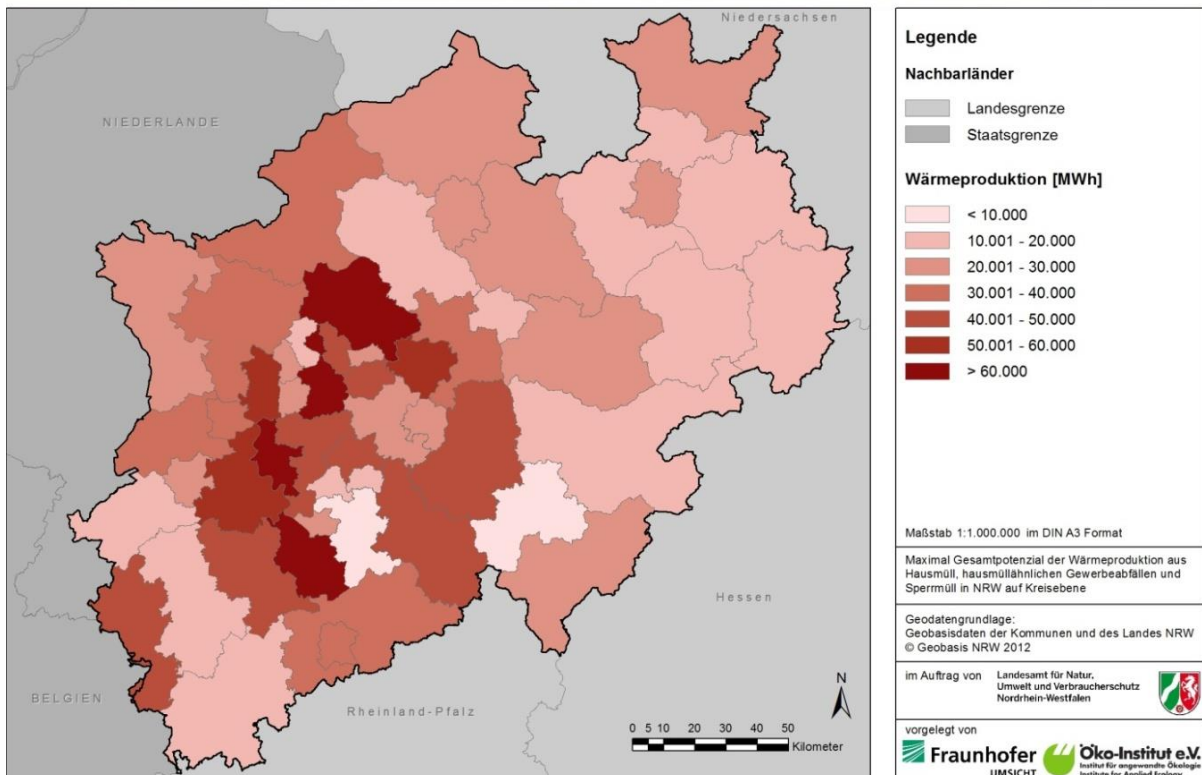 Niedersachsen
NIEDERLANDE
BELGIEN
Rheinland-Pfalz
Hessen
N
0 5 10 20 30 40 50
Kilometer
Legende
Nachbarländer
Landesgrenze
Staatsgrenze
Wärmeproduktion [MWh]
< 10.000
10.001 - 20.000
20.001 - 30.000
30.001 - 40.000
40.001 - 50.000
50.001 - 60.000
> 60.000
Maßstab 1:1.000.000 im DIN A3 Format
Maximal Gesamtpotenzial der Wärmeproduktion aus
Hausmüll, hausmüllähnlichen Gewerbeabfällen und
Sperrmüll in NRW auf Kreisebene
Geodatengrundlage:
Geobasisdaten der Kommunen und des Landes NRW
© Geobasis NRW 2012
im Auftrag von
Landesamt für Natur,
Umwelt und Verbraucherschutz
Nordrhein-Westfalen
vorgelegt von
Fraunhofer
UMSICHT
Öko-Institut e.V.
Institut für angewandte Ökologie
Institute for Applied Ecology